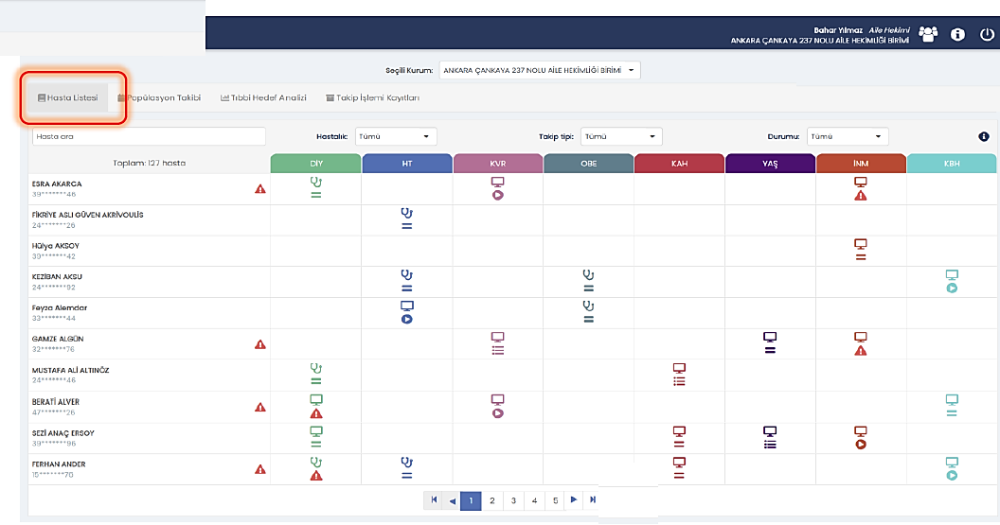 Bahar Yılmaz Aile Hekimi
ANKARA ÇANKAYA 237 NOLU AİLE HEKİMLİĞİ BİRİMİ
Seçili Kurum: ANKARA ÇANKAYA 237 NOLU AİLE HEKİMLİĞİ BİRİMİ
Hasta Listesi Popülasyon Takibi Tıbbi Hedef Analizi Takip İşlemi Kayıtları
Hasta ara Hastalık: Tümü Takip tipi: Tümü Durumu: Tümü
Toplam: 127 hasta DİY HT KVR OBE KAH YAŞ İNM KBH
ESRA AKARCA
39*******46
FİKRİYE ASLI GÜVEN AKRİVOULİS
24*******26
Hülya AKSOY
39*******42
KEZİBAN AKSU
24*******92
Feyza Alemdar
33*******44
GAMZE ALGÜN
32*******76
MUSTAFA ALİ ALTINÖZ
24*******46
BERATİ ALVER
47*******26
SEZİ ANAÇ ERSOY
39*******96
FERHAN ANDER
15*******76
1 2 3 4 5